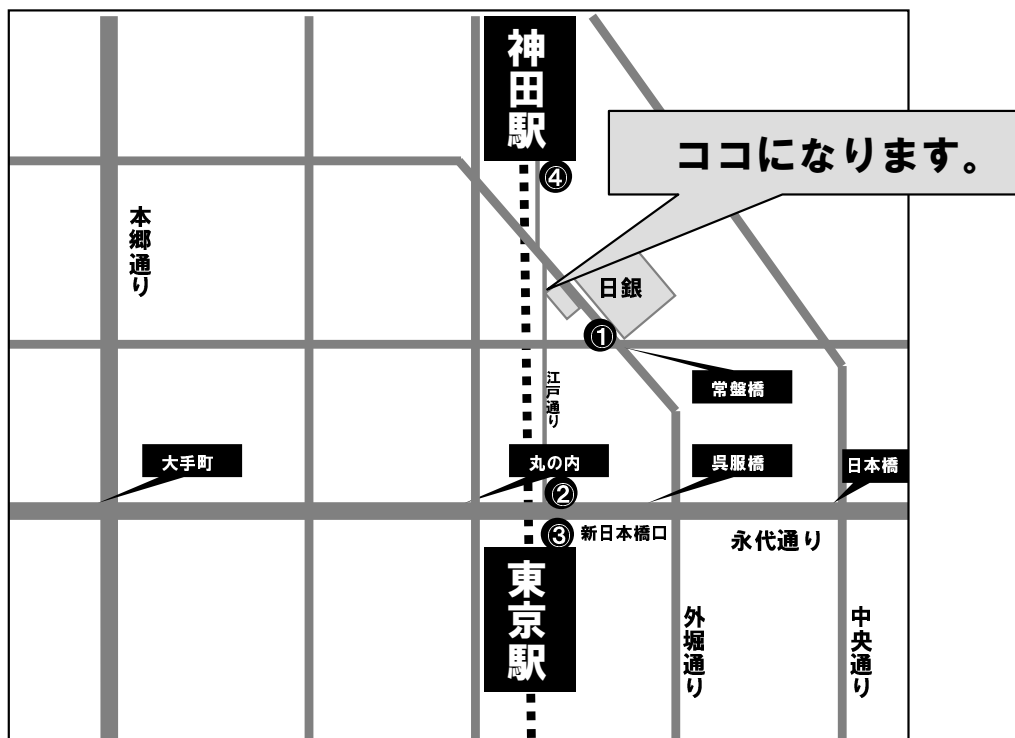 神田駅
ココになります。
④
本郷通り
日銀
①
江戸通り
常盤橋
大手町
丸の内
呉服橋
日本橋
②
③
新日本橋口
永代通り
東京駅
外堀通り
中央通り